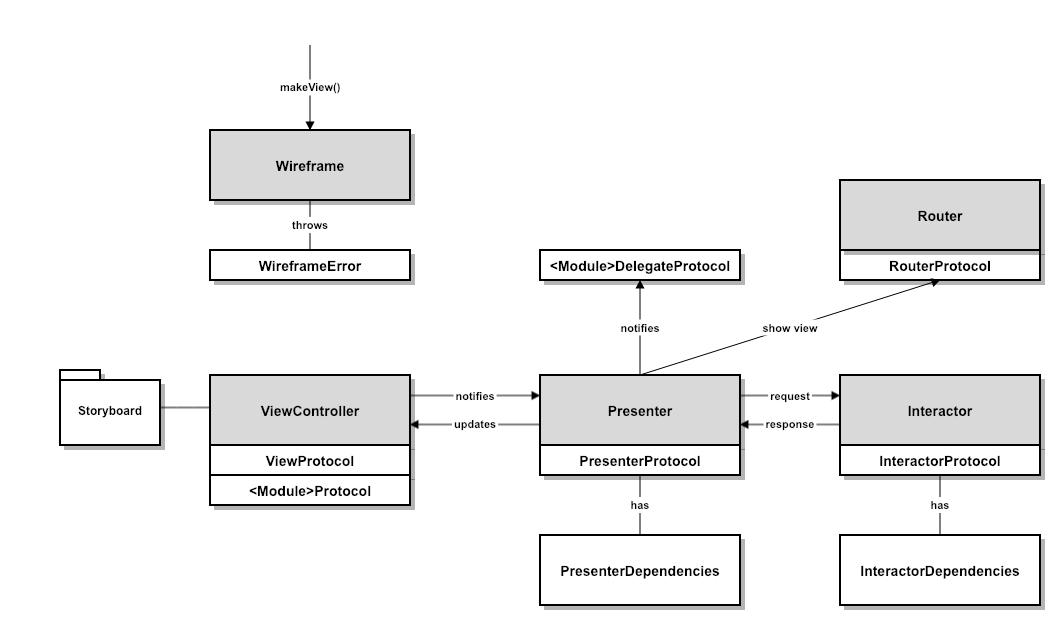 makeView()
Wireframe
throws
WireframeError
Router
RouterProtocol
<Module>DelegateProtocol
notifies
show view
Storyboard
ViewController
ViewProtocol
<Module>Protocol
notifies
updates
Presenter
PresenterProtocol
request
response
Interactor
InteractorProtocol
has
PresenterDependencies
has
InteractorDependencies